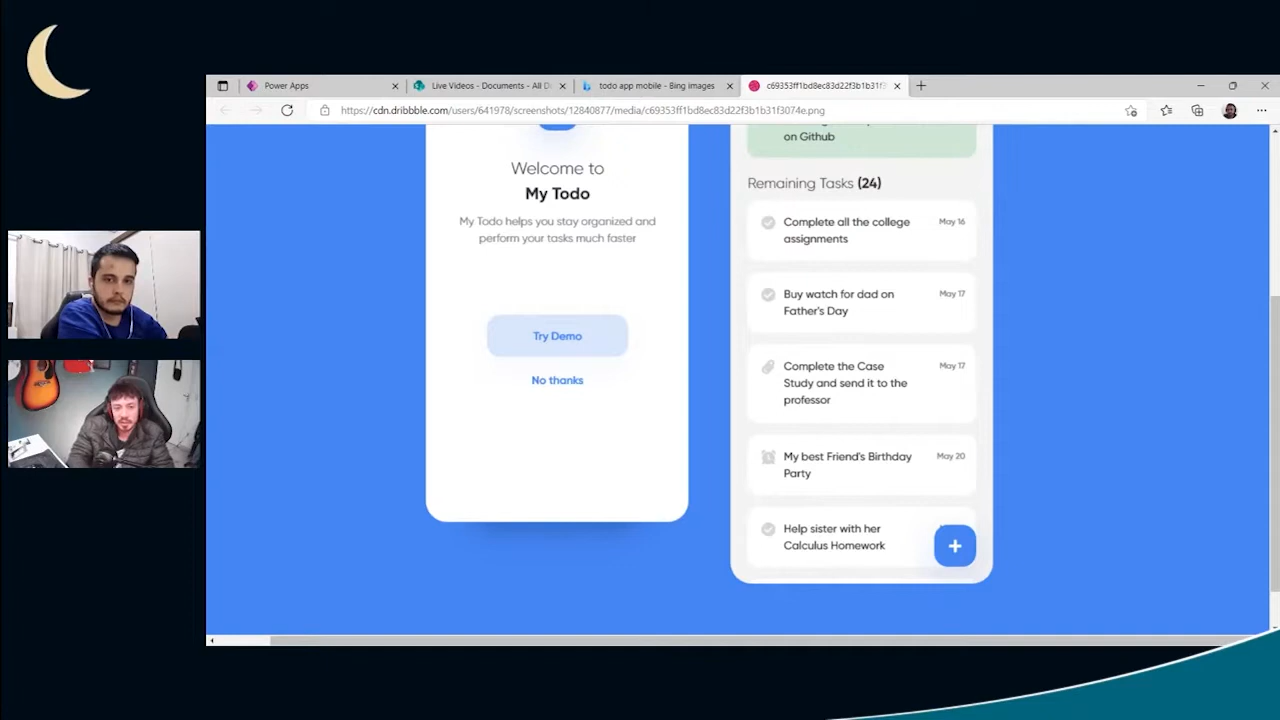 Power Apps
Live Videos - Documents - All D
todo app mobile - Bing images
c69353ff1bd8ec83d22f3b1b31f3
https://cdn.dribbble.com/users/641978/screenshots/12840877/media/c69353ff1bd8ec83d22f3b1b31f3074e.png
Welcome to
My Todo
My Todo helps you stay organized and
perform your tasks much faster
Try Demo
No thanks
on Github
Remaining Tasks (24)
Complete all the college
assignments
May 16
Buy watch for dad on
Father's Day
May 17
Complete the Case
Study and send it to the
professor
May 17
My best Friend's Birthday
Party
May 20
Help sister with her
Calculus Homework